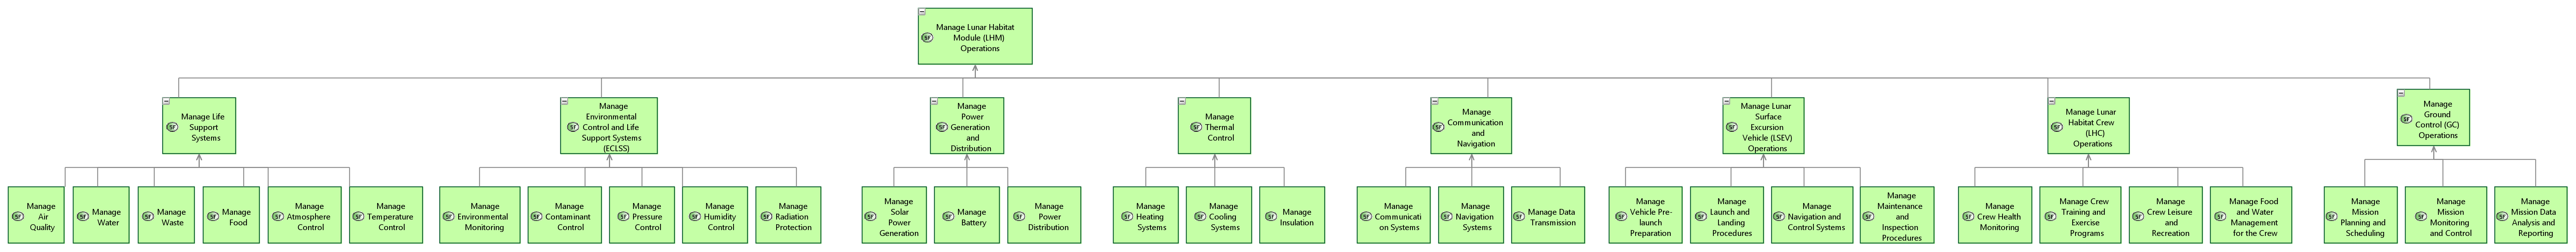 Manage Lunar Habitat
Module (LHM)
Operations
Manage Life
Support
Systems
Manage
Environmental
Control and Life
Support Systems
(ECLSS)
Manage
Power
Generation
and
Distribution
Manage
Thermal
Control
Manage
Communication
and
Navigation
Manage Lunar
Surface
Excursion
Vehicle (LSEV)
Operations
Manage Lunar
Habitat Crew
(LHC)
Operations
Manage
Ground
Control (GC)
Operations
Manage
Air
Quality
Manage
Water
Manage
Waste
Manage
Food
Manage
Atmosphere
Control
Manage
Temperature
Control
Manage
Environmental
Monitoring
Manage
Contaminant
Control
Manage
Pressure
Control
Manage
Humidity
Control
Manage
Radiation
Protection
Manage
Solar
Power
Generation
Manage
Battery
Manage
Power
Distribution
Manage
Heating
Systems
Manage
Cooling
Systems
Manage
Insulation
Manage
Communicati
on Systems
Manage
Navigation
Systems
Manage Data
Transmission
Manage
Vehicle Pre-
launch
Preparation
Manage
Launch and
Landing
Procedures
Manage
Navigation and
Control Systems
Manage
Maintenance
and
Inspection
Procedures
Manage
Crew Health
Monitoring
Manage Crew
Training and
Exercise
Programs
Manage
Crew Leisure
and
Recreation
Manage Food
and Water
Management
for the Crew
Manage
Mission
Planning and
Scheduling
Manage
Mission
Monitoring
and Control
Manage
Mission Data
Analysis and
Reporting